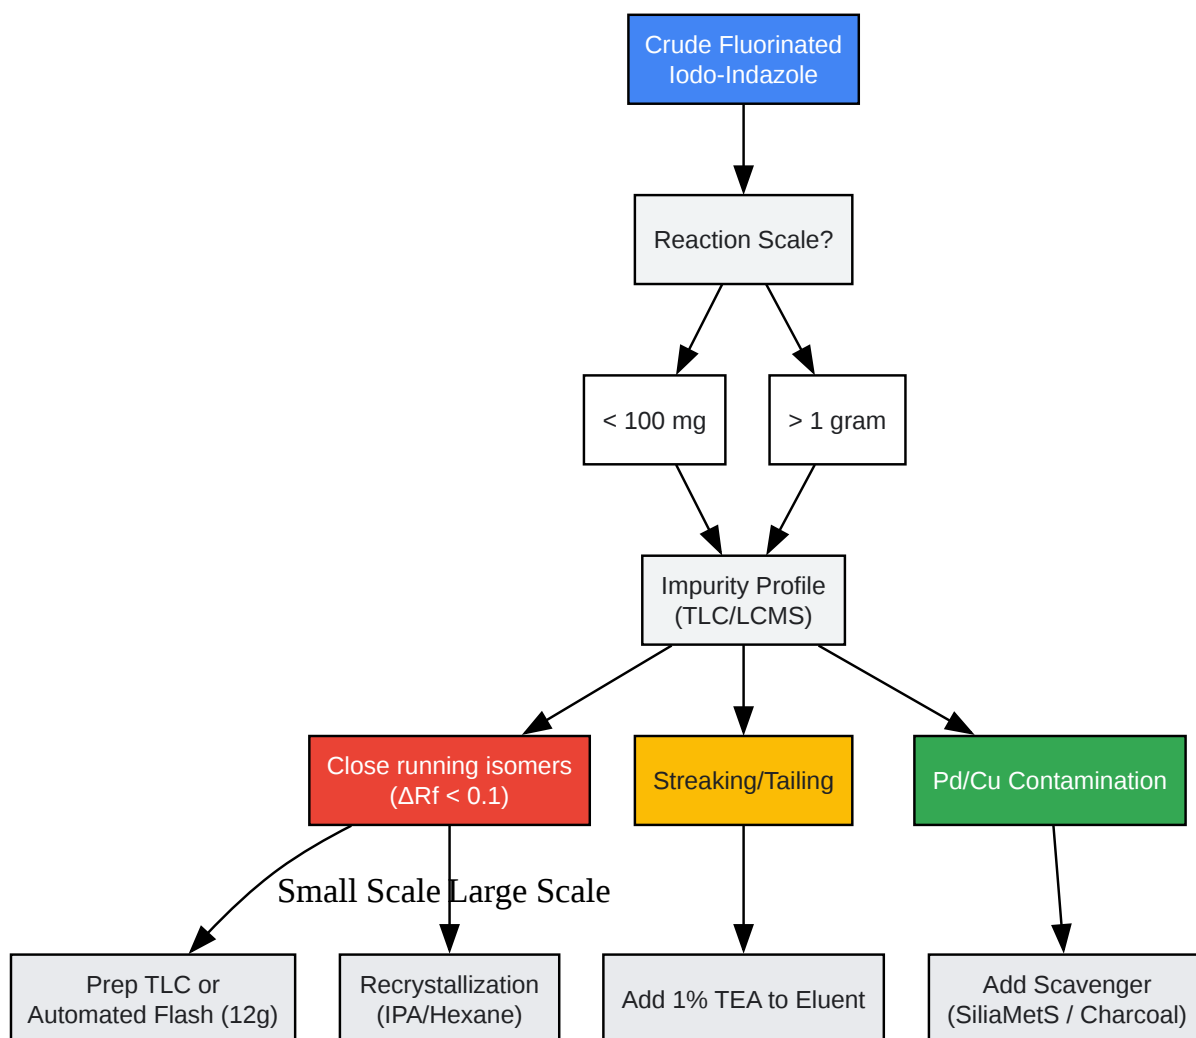 Crude Fluorinated
Iodo-Indazole
Reaction Scale?
< 100 mg
> 1 gram
Impurity Profile
(TLC/LCMS)
Close running isomers
(ΔRf < 0.1)
Streaking/Tailing
Pd/Cu Contamination
Small Scale
Large Scale
Prep TLC or
Automated Flash (12g)
Recrystallization
(IPA/Hexane)
Add 1% TEA to Eluent
Add Scavenger
(SiliaMetS / Charcoal)